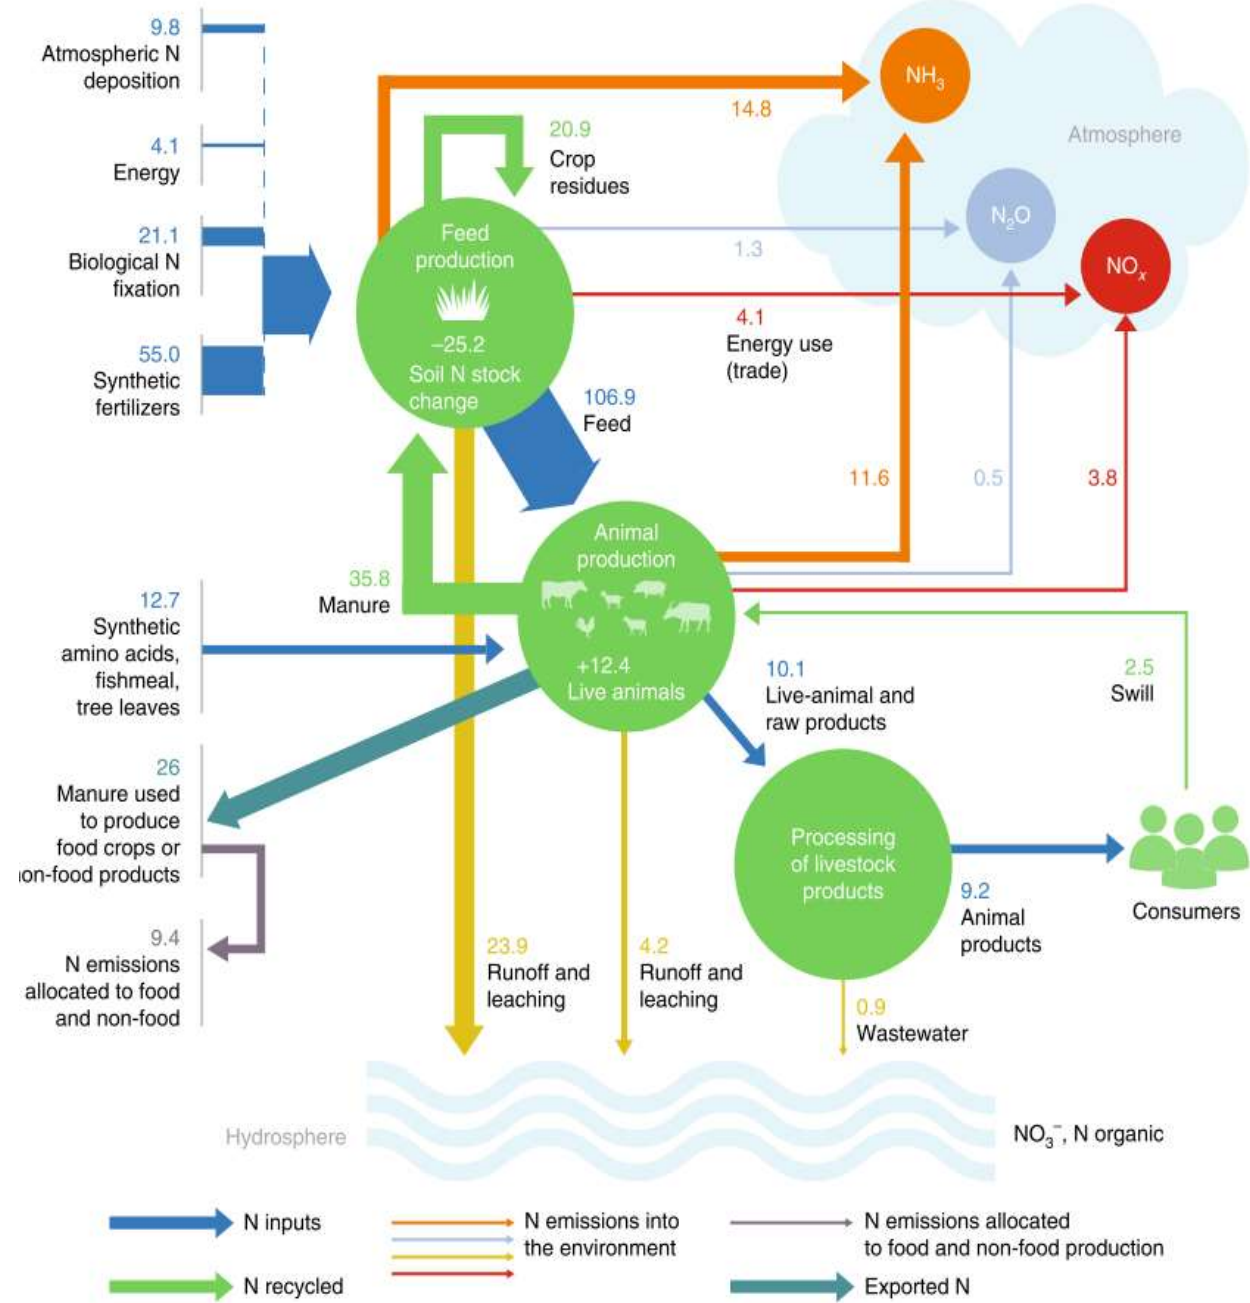 9.8
Atmospheric N
deposition
4.1
Energy
21.1
Biological N
fixation
55.0
Synthetic
fertilizers
14.8
NH3
Atmosphere
20.9
Crop
residues
N2O
1.3
NOx
4.1
Energy use
(trade)
Feed
production
–25.2
Soil N stock
change
106.9
Feed
11.6
0.5
3.8
Animal
production
+12.4
Live animals
35.8
Manure
12.7
Synthetic
amino acids,
fishmeal,
tree leaves
10.1
Live-animal and
raw products
2.5
Swill
26
Manure used
to produce
food crops or
on-food products
Processing
of livestock
products
9.2
Animal
products
Consumers
9.4
N emissions
allocated to food
and non-food
23.9
Runoff and
leaching
4.2
Runoff and
leaching
0.9
Wastewater
Hydrosphere
NO3–, N organic
N inputs
N emissions into
the environment
N emissions allocated
to food and non-food production
N recycled
Exported N